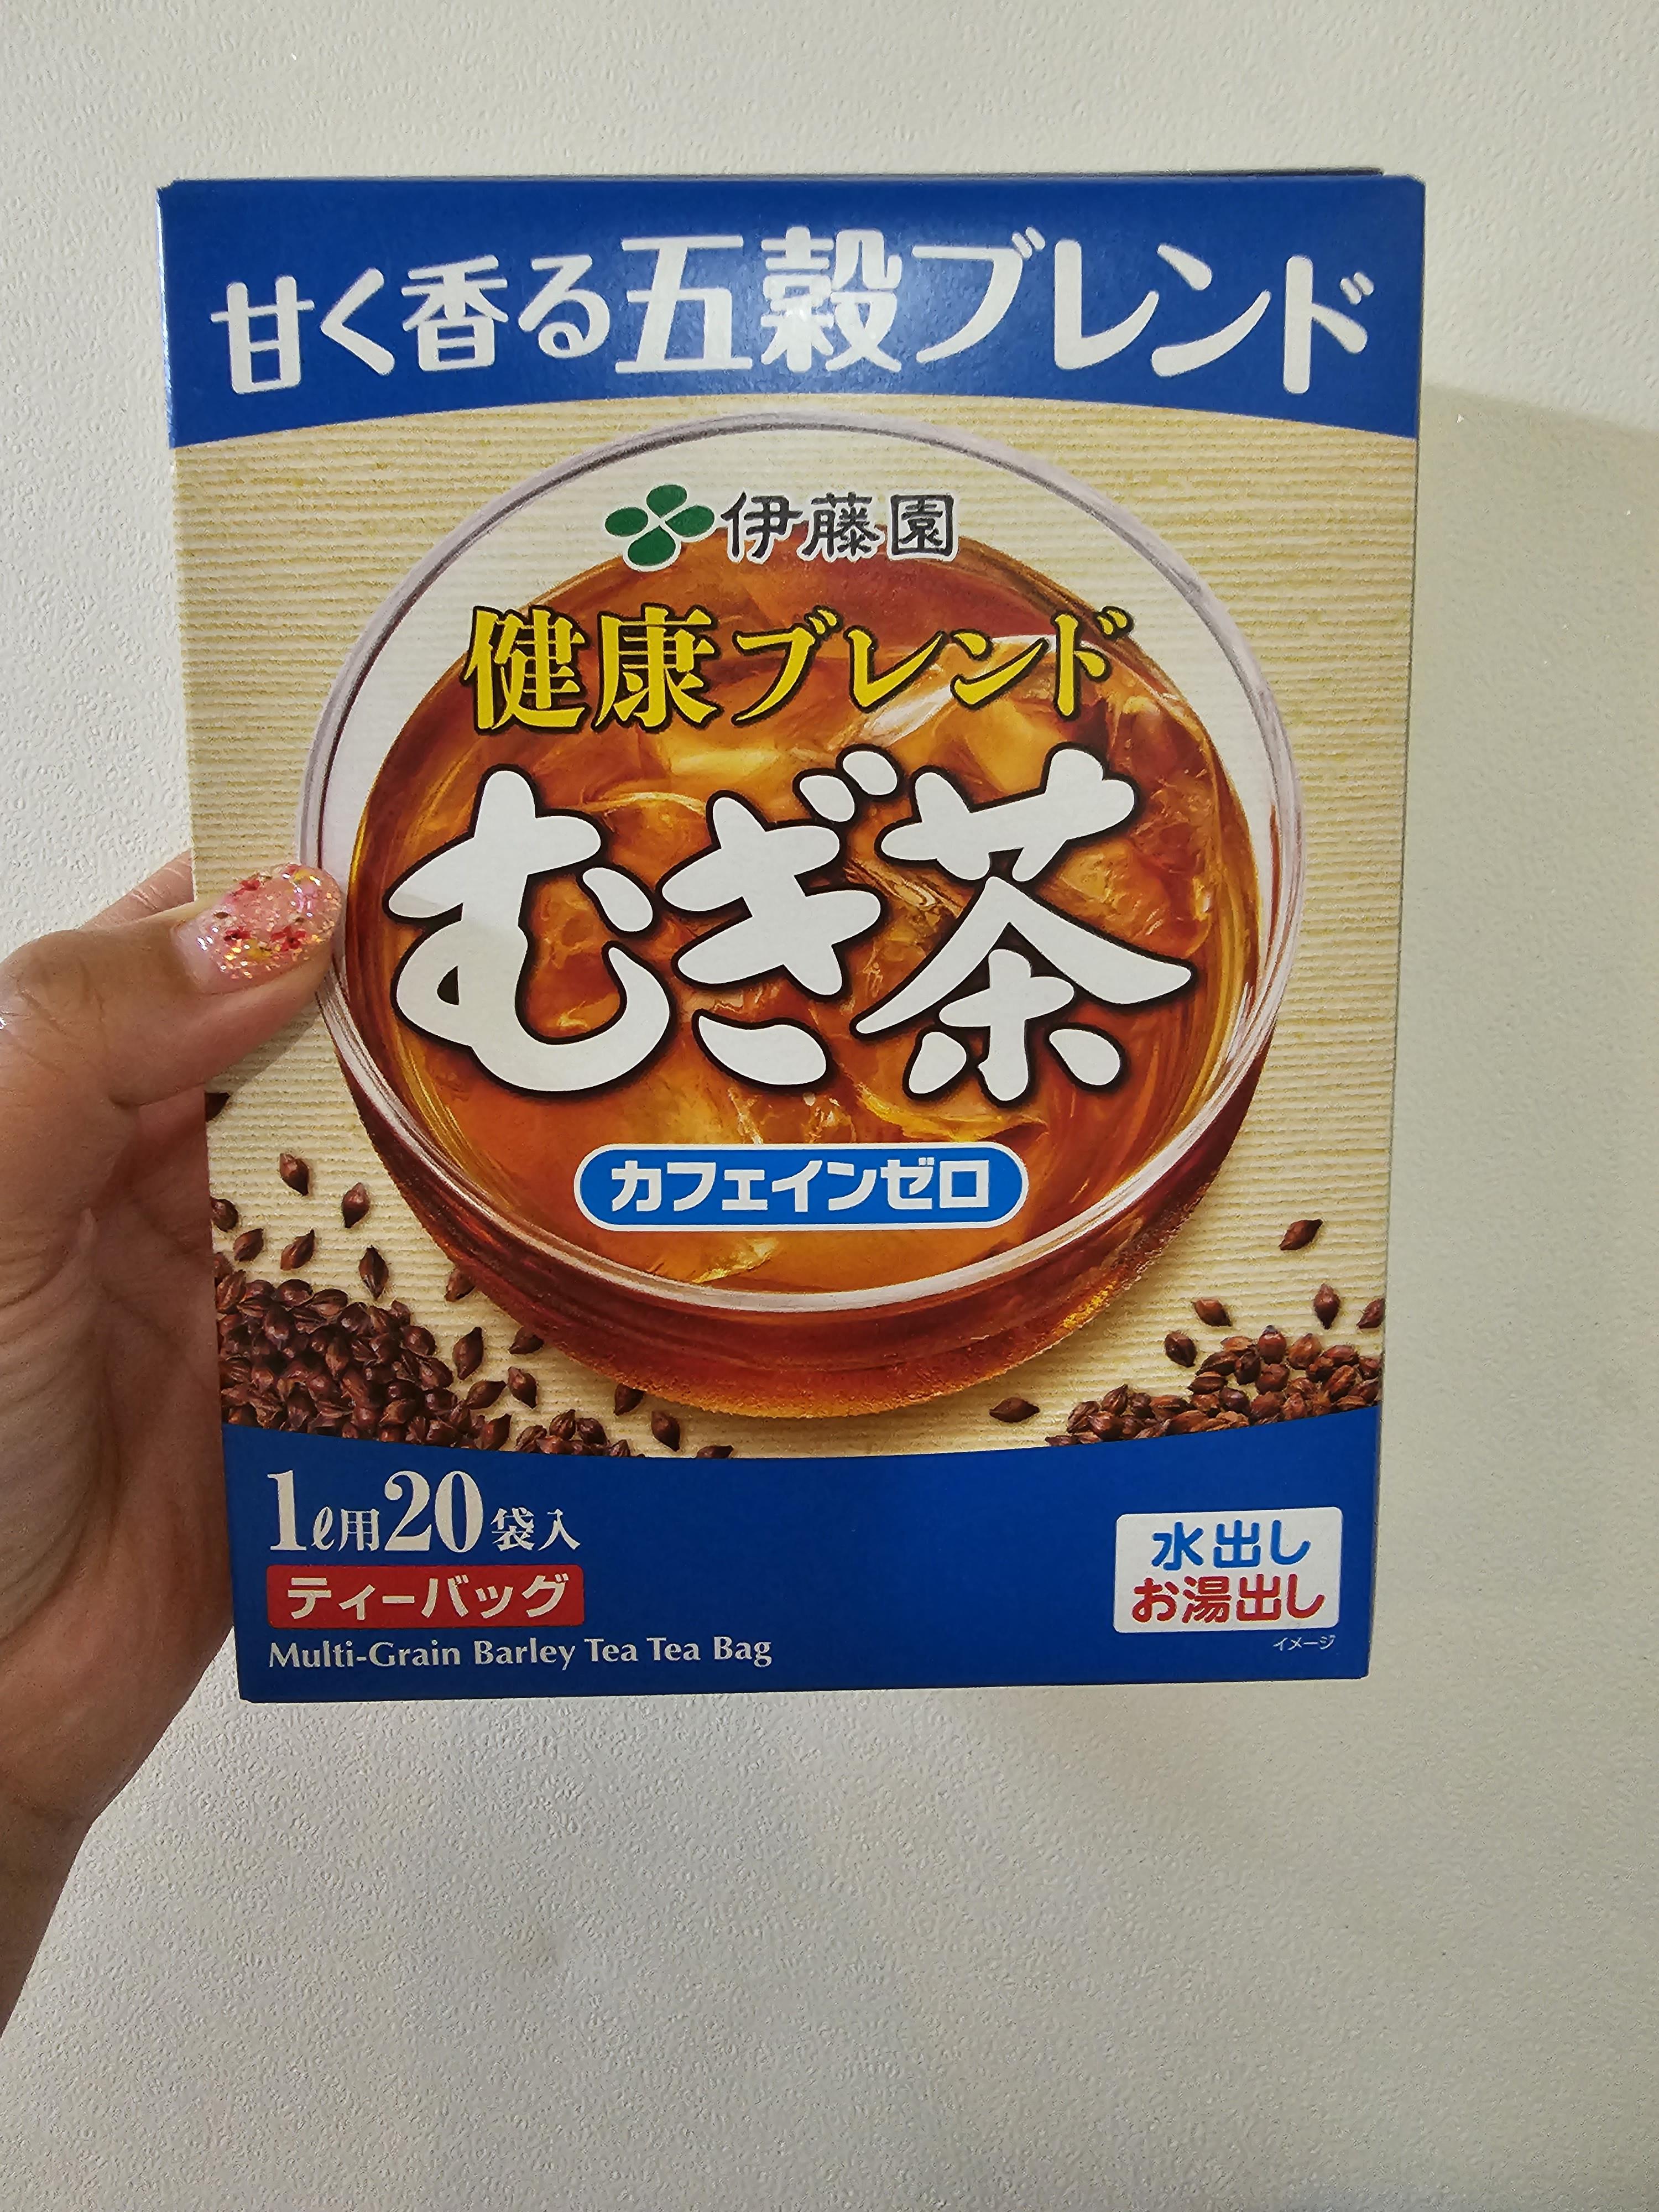 甘く香る五穀ブレンド
伊藤園
健康ブレンド
むぎ茶
カフェインゼロ
1ℓ用20袋入
ティーバッグ
Multi-Grain Barley Tea Tea Bag
水出し
お湯出し
イメージ